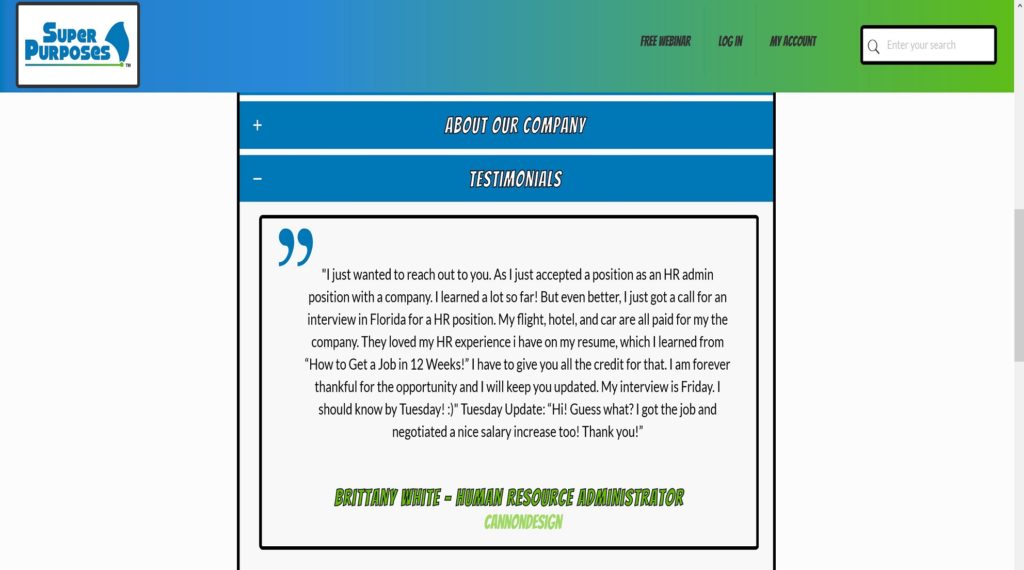 Super
Purposes
TM
FREE WEBINAR
LOG IN
MY ACCOUNT
Enter your search
+
ABOUT OUR COMPANY
−
TESTIMONIALS
”
"I just wanted to reach out to you. As I just accepted a position as an HR admin
position with a company. I learned a lot so far! But even better, I just got a call for an
interview in Florida for a HR position. My flight, hotel, and car are all paid for my the
company. They loved my HR experience i have on my resume, which I learned from
“How to Get a Job in 12 Weeks!” I have to give you all the credit for that. I am forever
thankful for the opportunity and I will keep you updated. My interview is Friday. I
should know by Tuesday! :)" Tuesday Update: “Hi! Guess what? I got the job and
negotiated a nice salary increase too! Thank you!”
BRITTANY WHITE - HUMAN RESOURCE ADMINISTRATOR
CANNONDESIGN